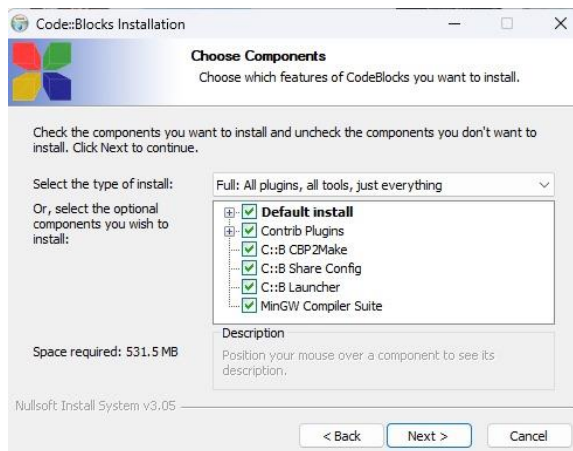 Code::Blocks Installation
Choose Components
Choose which features of CodeBlocks you want to install.
Check the components you want to install and uncheck the components you don't want to
install. Click Next to continue.
Select the type of install:
Full: All plugins, all tools, just everything
Or, select the optional
components you wish to
install:
Default install
Contrib Plugins
C::B CBP2Make
C::B Share Config
C::B Launcher
MinGW Compiler Suite
Space required: 531.5 MB
Description
Position your mouse over a component to see its
description.
Nullsoft Install System v3.05
< Back
Next >
Cancel